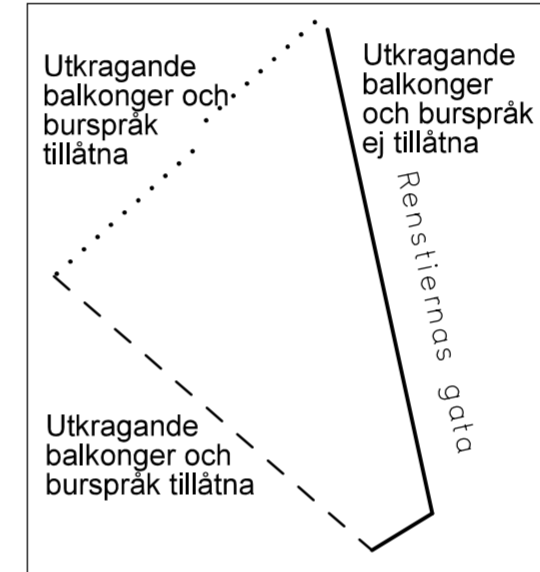 Utkragande
balkonger och
burspråk
tillåtna
Utkragande
balkonger
och burspråk
ej tillåtna
Renstiernas gata
Utkragande
balkonger och
burspråk tillåtna